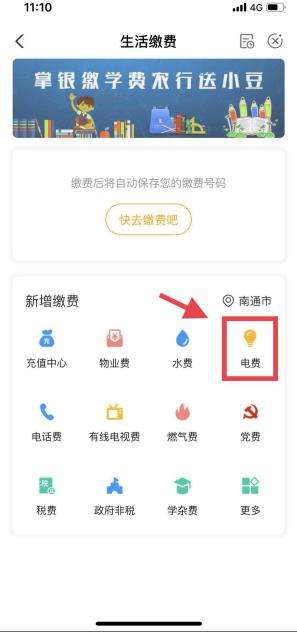 11:10
4G
生活缴费
掌银缴学费农行送小豆
缴费后将自动保存您的缴费号码
快去缴费吧
新增缴费
南通市
充值中心 物业费 水费 电费
电话费 有线电视费 燃气费 党费
税费 政府非税 学杂费 更多